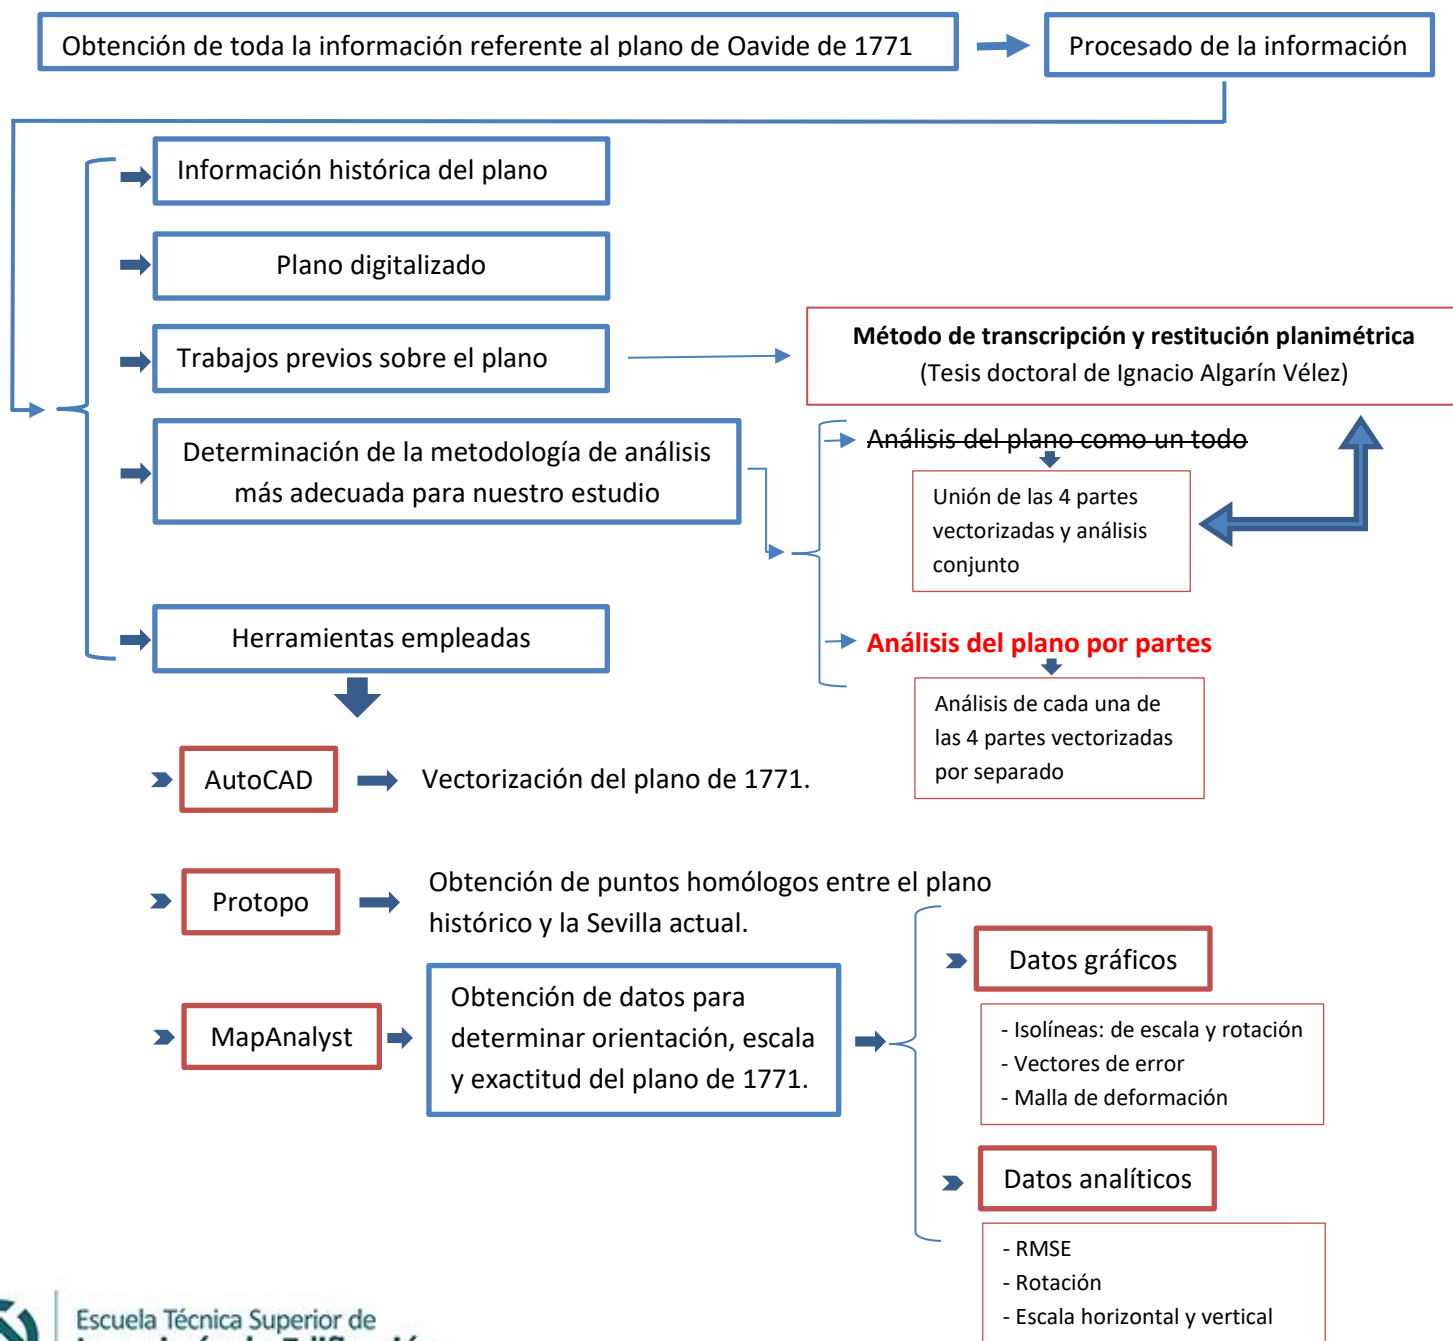 Obtención de toda la información referente al plano de Oavide de 1771
Procesado de la información
Información histórica del plano
Plano digitalizado
Trabajos previos sobre el plano
Método de transcripción y restitución planimétrica
(Tesis doctoral de Ignacio Algarín Vélez)
Determinación de la metodología de análisis
más adecuada para nuestro estudio
Análisis del plano como un todo
Unión de las 4 partes
vectorizadas y análisis
conjunto
Análisis del plano por partes
Análisis de cada una de
las 4 partes vectorizadas
por separado
Herramientas empleadas
AutoCAD
Vectorización del plano de 1771.
Protopo
Obtención de puntos homólogos entre el plano
histórico y la Sevilla actual.
MapAnalyst
Obtención de datos para
determinar orientación, escala
y exactitud del plano de 1771.
Datos gráficos
- Isolíneas: de escala y rotación
- Vectores de error
- Malla de deformación
Datos analíticos
- RMSE
- Rotación
- Escala horizontal y vertical
Escuela Técnica Superior de
Ingeniería de Edificación